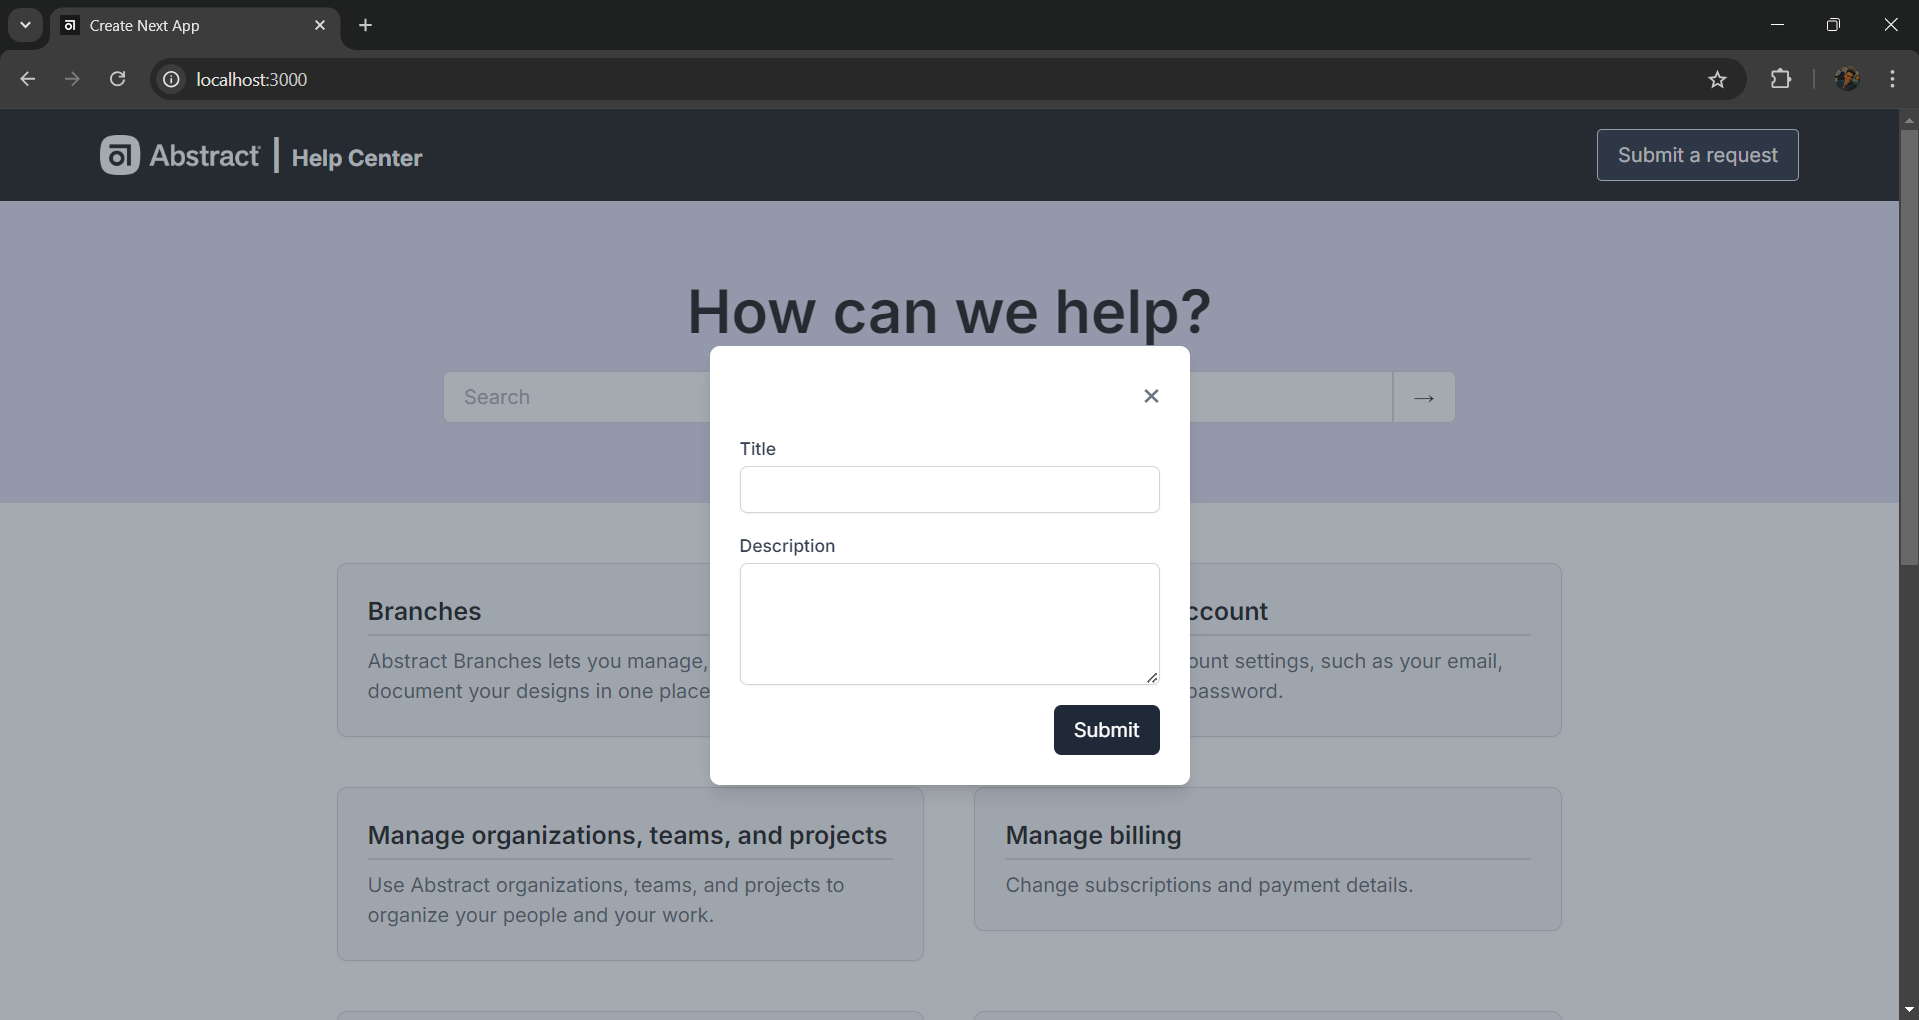 Create Next App
localhost:3000
Abstract | Help Center
Submit a request
How can we help?
Search
→
Title
Description
Submit
Branches
Abstract Branches lets you manage,
document your designs in one place
ccount
ount settings, such as your email,
password.
Manage organizations, teams, and projects
Use Abstract organizations, teams, and projects to
organize your people and your work.
Manage billing
Change subscriptions and payment details.